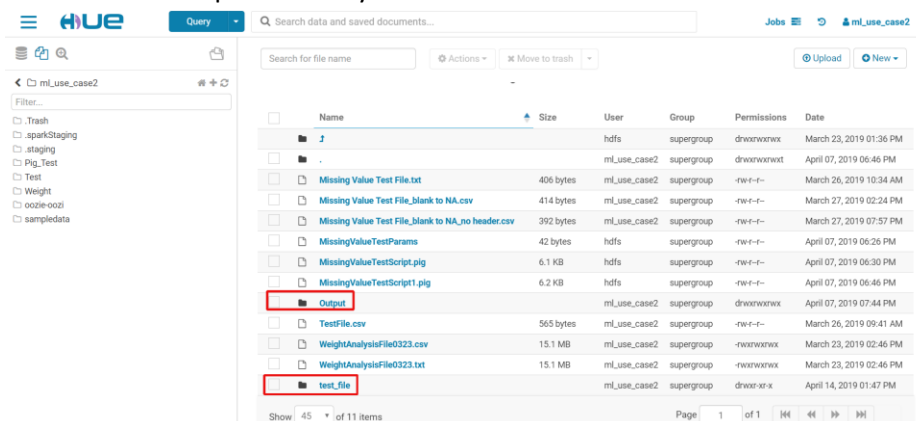 HUE Query Search data and saved documents... Jobs ml_use_case2
ml_use_case2
Filter...
.Trash
.sparkStaging
.staging
Pig_Test
Test
Weight
oozie-oozi
sampledata
Search for file name Actions Move to trash Upload New
Name Size User Group Permissions Date
hdfs supergroup drwxrwxrwx March 23, 2019 01:36 PM
. ml_use_case2 supergroup drwxrwxrwxt April 07, 2019 06:46 PM
Missing Value Test File.txt 406 bytes ml_use_case2 supergroup -rw-r--r-- March 26, 2019 10:34 AM
Missing Value Test File_blank to NA.csv 414 bytes ml_use_case2 supergroup -rw-r--r-- March 27, 2019 02:24 PM
Missing Value Test File_blank to NA_no header.csv 392 bytes ml_use_case2 supergroup -rw-r--r-- March 27, 2019 07:57 PM
MissingValueTestParams 42 bytes hdfs supergroup -rw-r--r-- April 07, 2019 06:26 PM
MissingValueTestScript.pig 6.1 KB hdfs supergroup -rw-r--r-- April 07, 2019 06:30 PM
MissingValueTestScript1.pig 6.2 KB hdfs supergroup -rw-r--r-- April 07, 2019 06:46 PM
Output ml_use_case2 supergroup drwxrwxrwx April 07, 2019 07:44 PM
TestFile.csv 565 bytes ml_use_case2 supergroup -rw-r--r-- March 26, 2019 09:41 AM
WeightAnalysisFile0323.csv 15.1 MB ml_use_case2 supergroup -rwxrwxrwx March 23, 2019 02:46 PM
WeightAnalysisFile0323.txt 15.1 MB ml_use_case2 supergroup -rwxrwxrwx March 23, 2019 02:46 PM
test_file ml_use_case2 supergroup drwxr-xr-x April 14, 2019 01:47 PM
Show 45 of 11 items Page 1 of 1